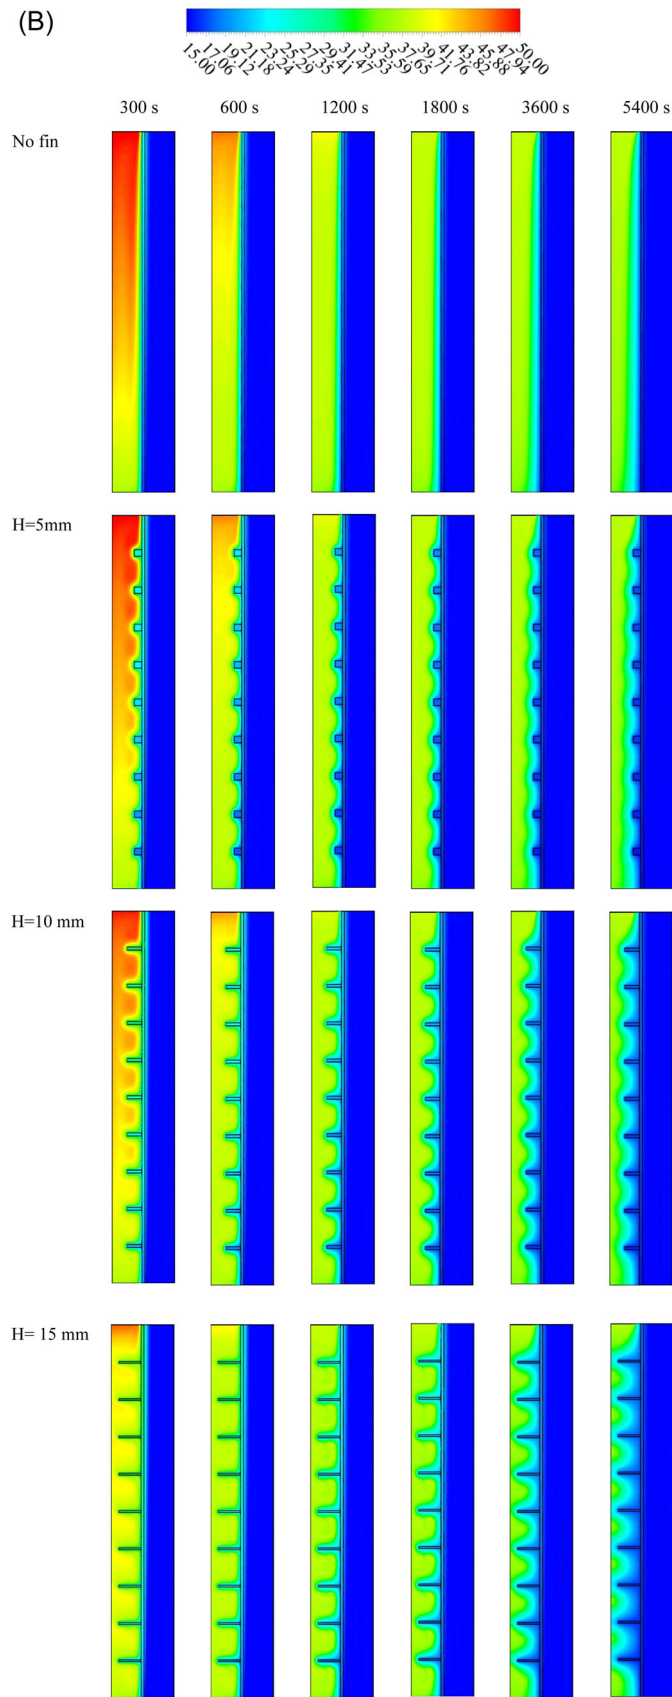 (B)
15.00 17.06 19.12 21.18 23.24 25.29 27.35 29.41 31.47 33.53 35.59 37.65 39.71 41.76 43.82 45.88 47.94 50.00
300 s 600 s 1200 s 1800 s 3600 s 5400 s
No fin
H=5mm
H=10 mm
H= 15 mm